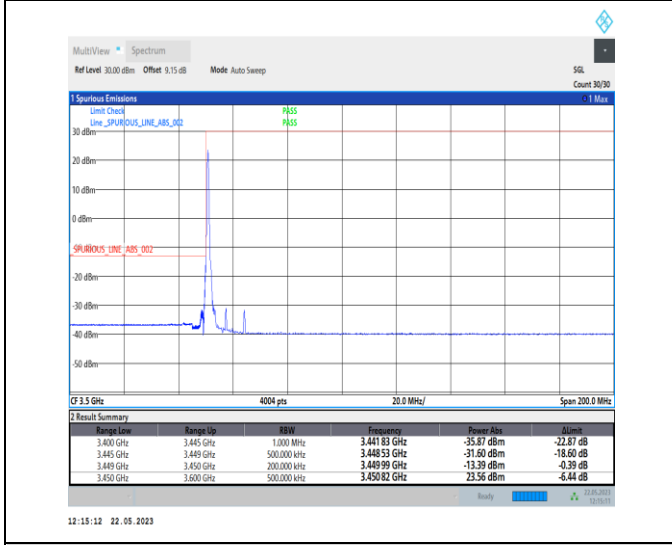 MultiView Spectrum
Ref Level 30.00 dBm Offset 9.15 dB Mode Auto Sweep SGL
Count 30/30
1 Spurious Emissions 1 Max
Limit Check PASS
Line _SPURIOUS_LINE_ABS_002 PASS
30 dBm
20 dBm
10 dBm
0 dBm
_SPURIOUS_LINE_ABS_002
-20 dBm
-30 dBm
-40 dBm
-50 dBm
CF 3.5 GHz 4004 pts 20.0 MHz/ Span 200.0 MHz
2 Result Summary
Range Low Range Up RBW Frequency Power Abs ΔLimit
3.400 GHz 3.445 GHz 1.000 MHz 3.441 83 GHz -35.87 dBm -22.87 dB
3.445 GHz 3.449 GHz 500.000 kHz 3.448 53 GHz -31.60 dBm -18.60 dB
3.449 GHz 3.450 GHz 200.000 kHz 3.449 99 GHz -13.39 dBm -0.39 dB
3.450 GHz 3.600 GHz 500.000 kHz 3.450 82 GHz 23.56 dBm -6.44 dB
Ready 22.05.2023
12:15:11
12:15:12 22.05.2023